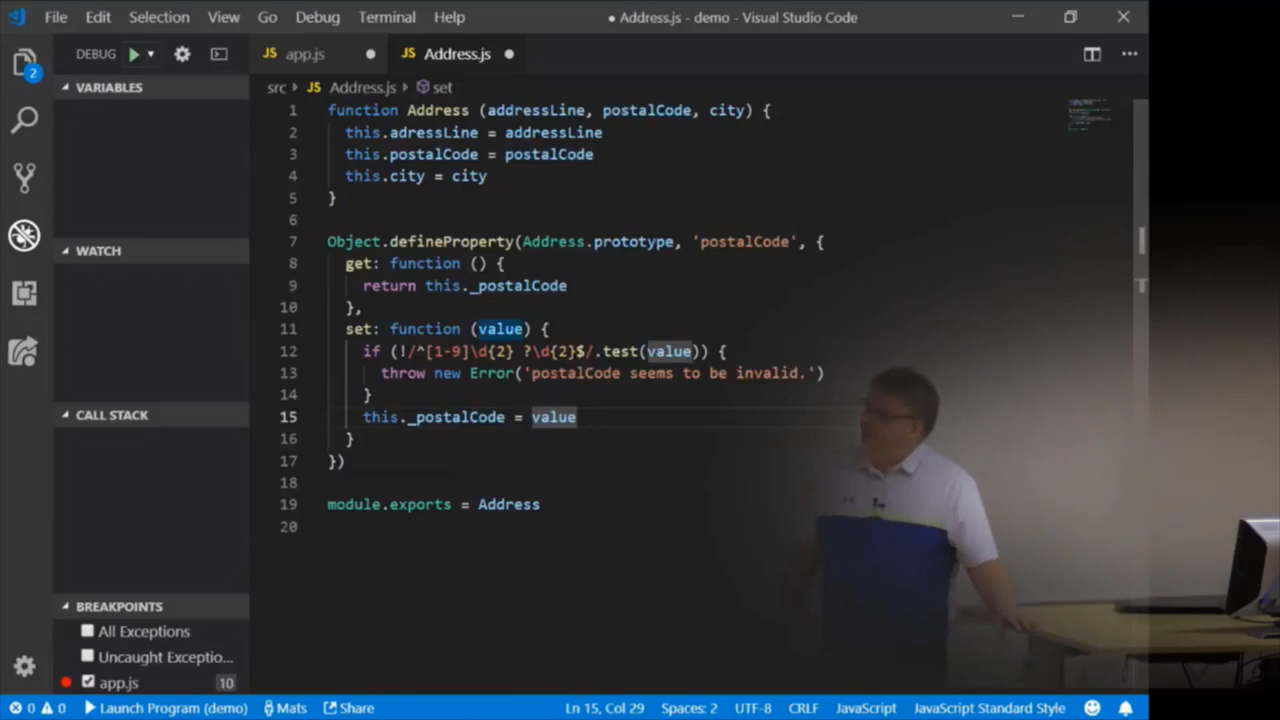 File Edit Selection View Go Debug Terminal Help
● Address.js - demo - Visual Studio Code
DEBUG
JS app.js
JS Address.js
2
VARIABLES
WATCH
CALL STACK
BREAKPOINTS
All Exceptions
Uncaught Exceptio...
app.js 10
src JS Address.js set
1 function Address (addressLine, postalCode, city) {
2 this.adressLine = addressLine
3 this.postalCode = postalCode
4 this.city = city
5 }
6
7 Object.defineProperty(Address.prototype, 'postalCode', {
8 get: function () {
9 return this._postalCode
10 },
11 set: function (value) {
12 if (!/^[1-9]\d{2} ?\d{2}$/.test(value)) {
13 throw new Error('postalCode seems to be invalid.')
14 }
15 this._postalCode = value
16 }
17 })
18
19 module.exports = Address
20
0 0 Launch Program (demo) Mats Share Ln 15, Col 29 Spaces: 2 UTF-8 CRLF JavaScript JavaScript Standard Style